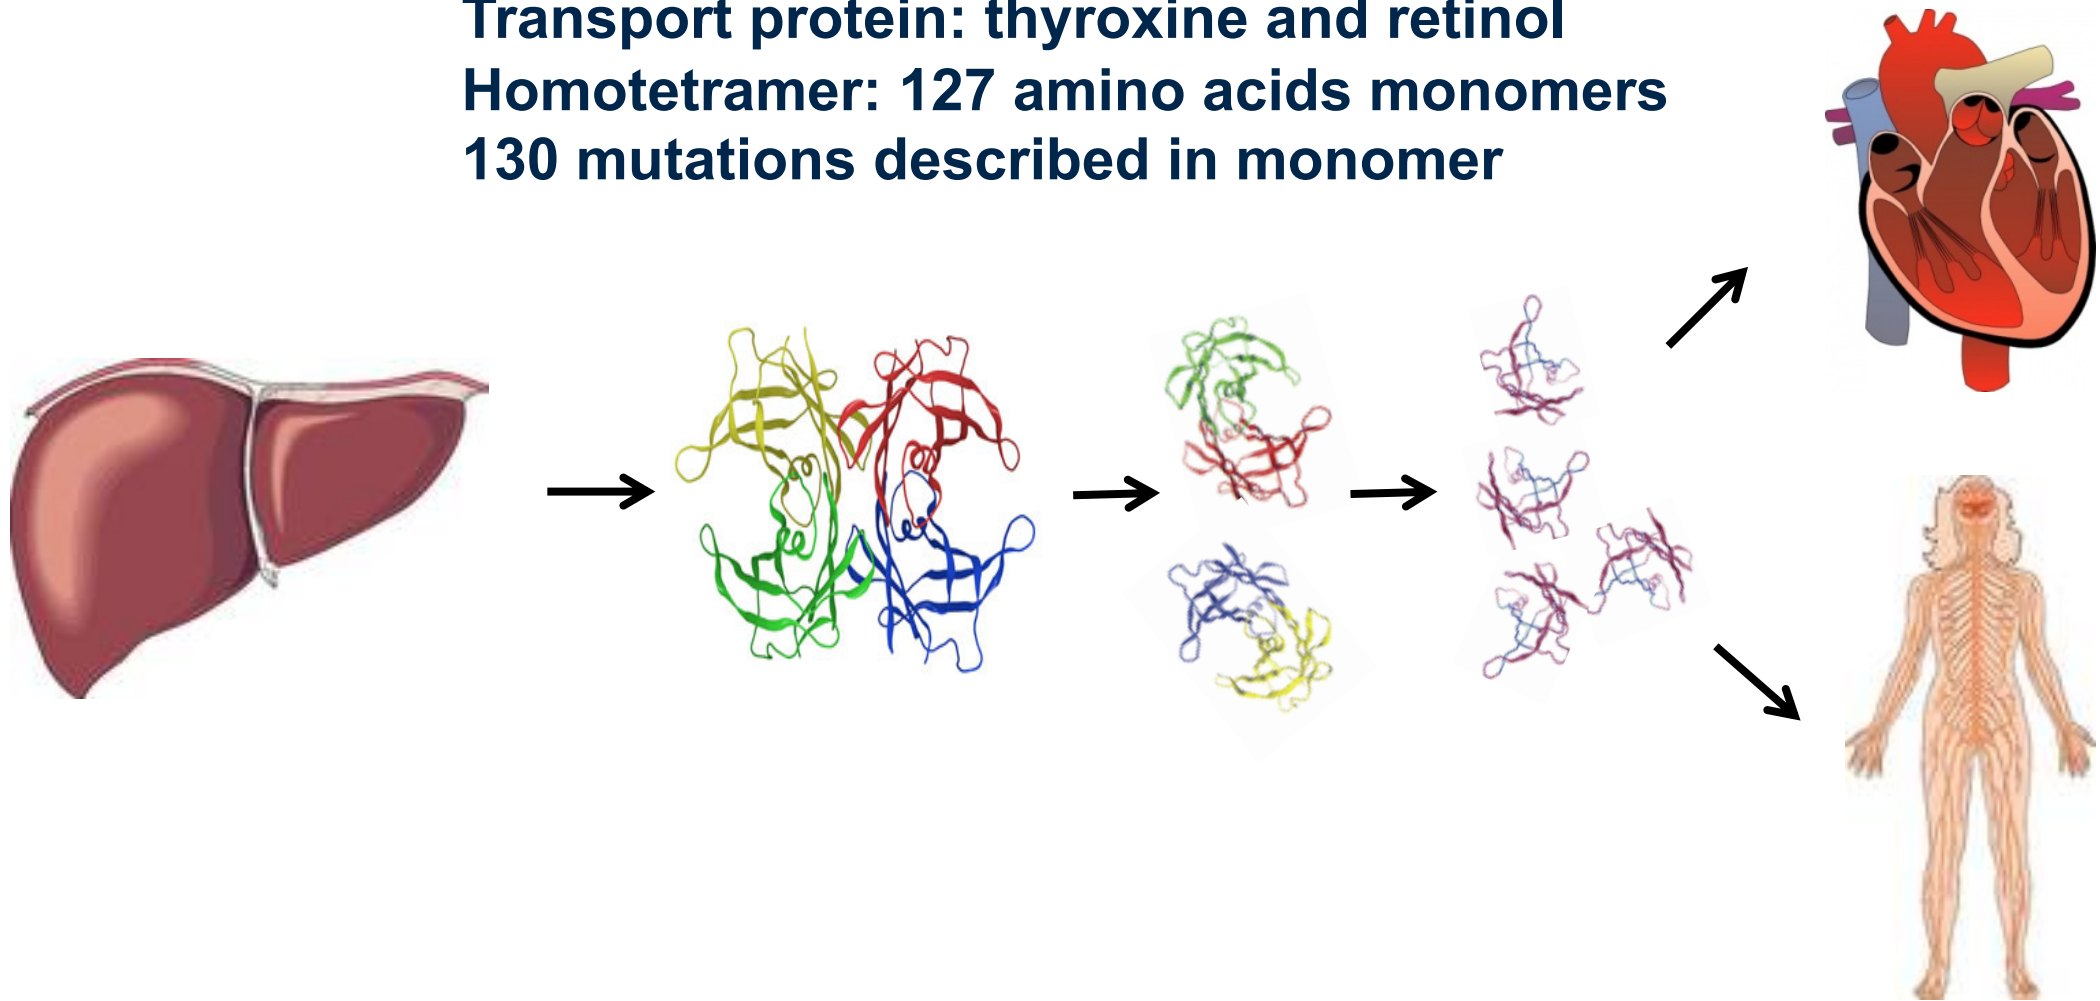 Transport protein: thyroxine and retinol
Homotetramer: 127 amino acids monomers
130 mutations described in monomer